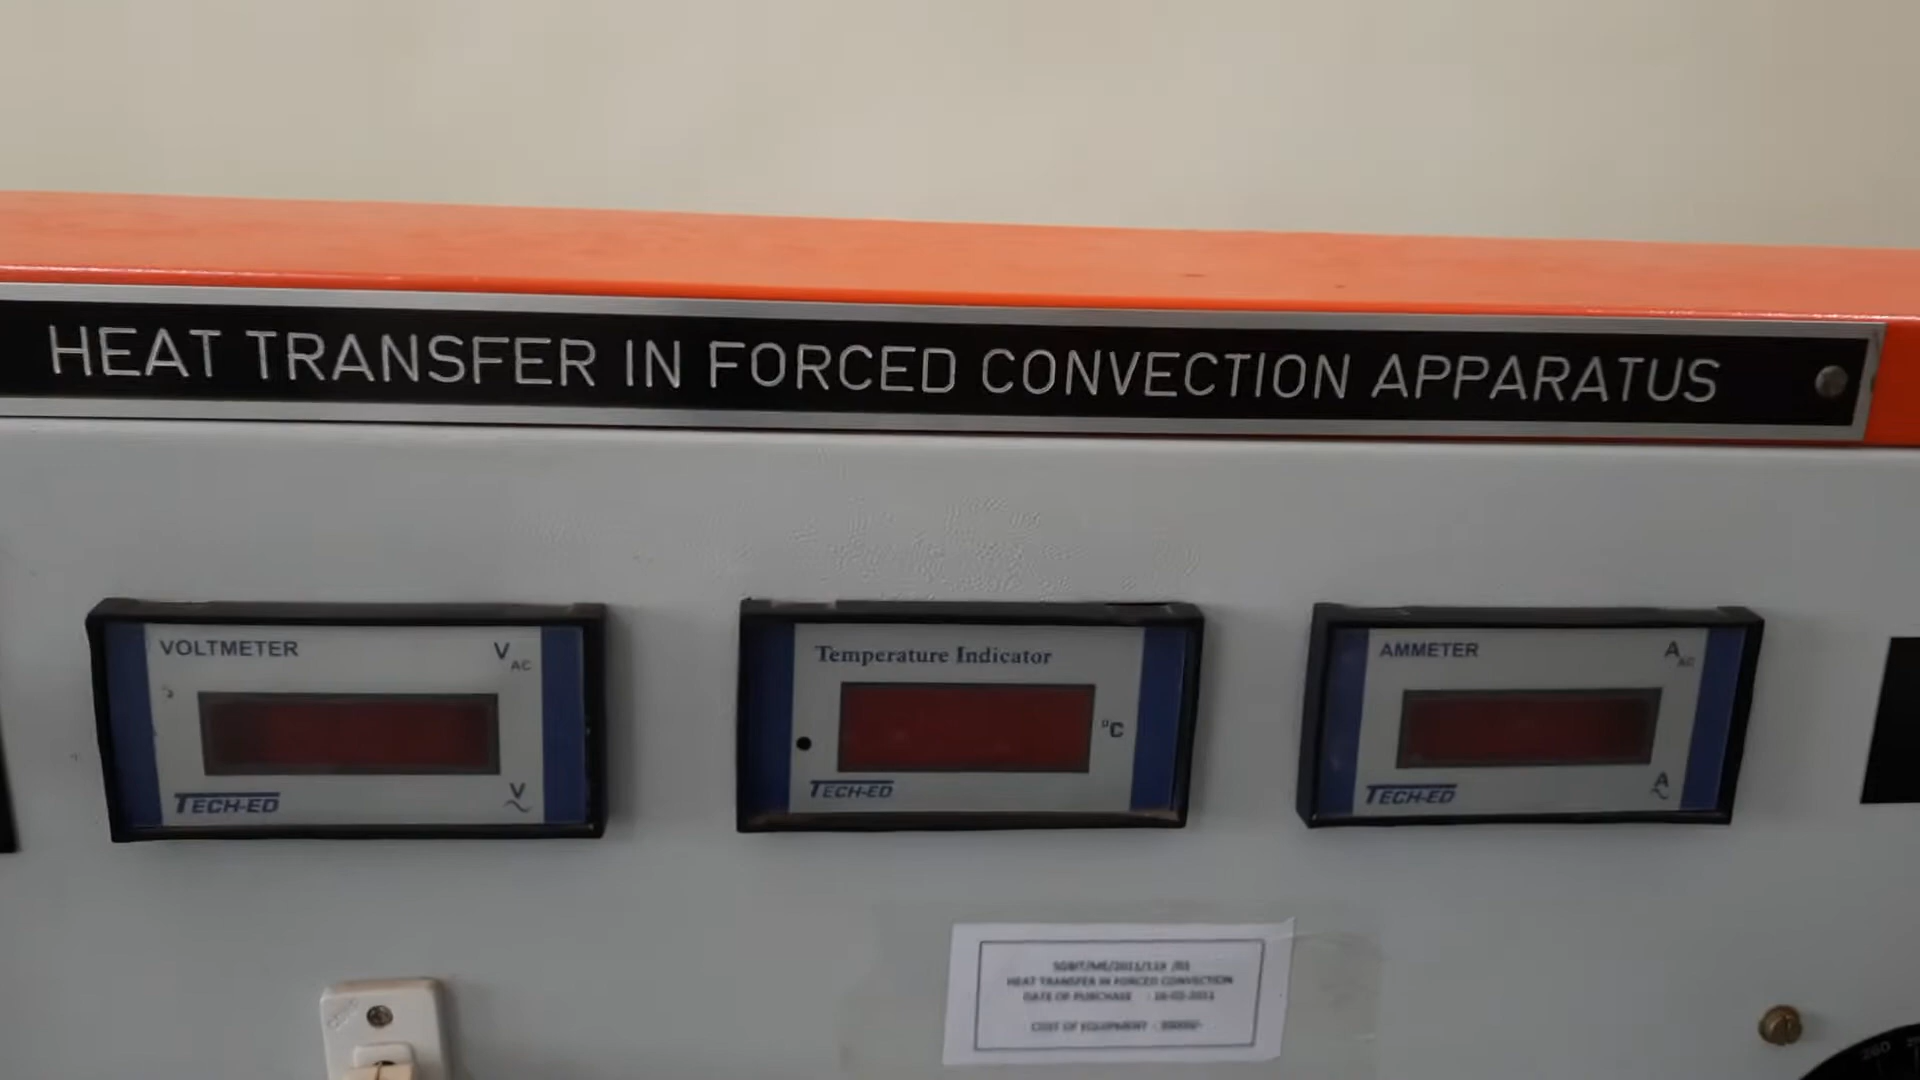 HEAT TRANSFER IN FORCED CONVECTION APPARATUS
VOLTMETER
V AC
TECH-ED
V
Temperature Indicator
°C
TECH-ED
AMMETER
A AC
TECH-ED
A
HEAT TRANSFER IN FORCED CONVECTION
DATE OF PURCHASE :
COST OF EQUIPMENT
260